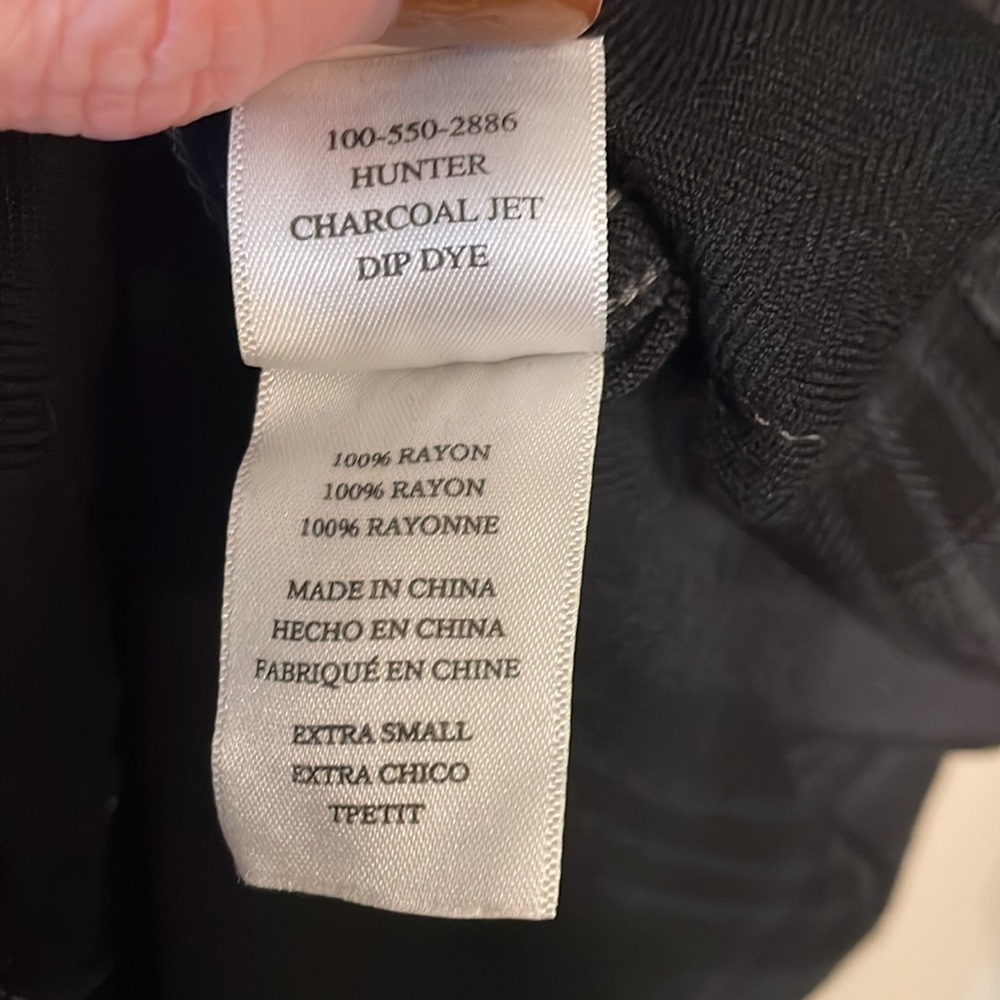 100-550-2886
HUNTER
CHARCOAL JET
DIP DYE
100% RAYON
100% RAYON
100% RAYONNE
MADE IN CHINA
HECHO EN CHINA
FABRIQUÉ EN CHINE
EXTRA SMALL
EXTRA CHICO
TPETIT